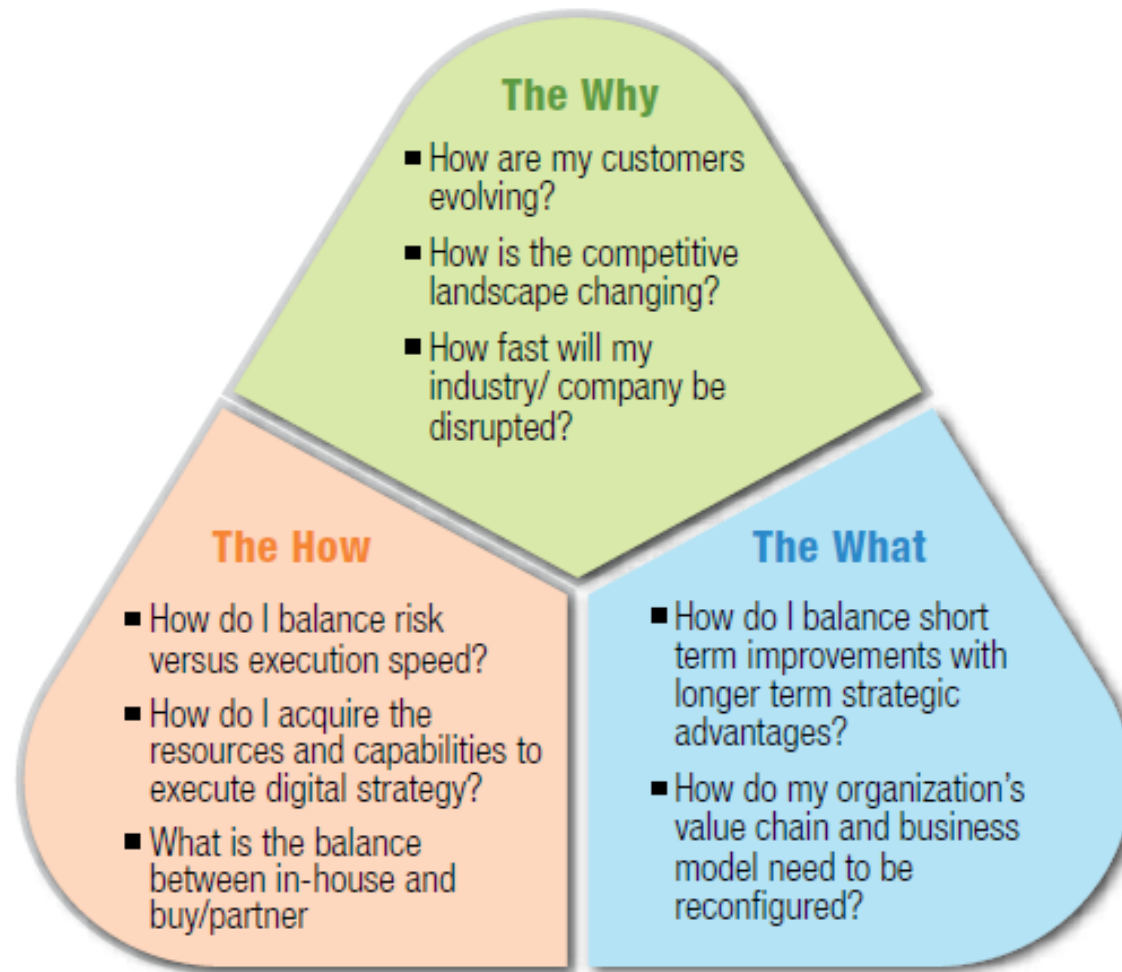 The Why
■ How are my customers
evolving?
■ How is the competitive
landscape changing?
■ How fast will my
industry/ company be
disrupted?
The How
■ How do I balance risk
versus execution speed?
■ How do I acquire the
resources and capabilities to
execute digital strategy?
■ What is the balance
between in-house and
buy/partner
The What
■ How do I balance short
term improvements with
longer term strategic
advantages?
■ How do my organization’s
value chain and business
model need to be
reconfigured?